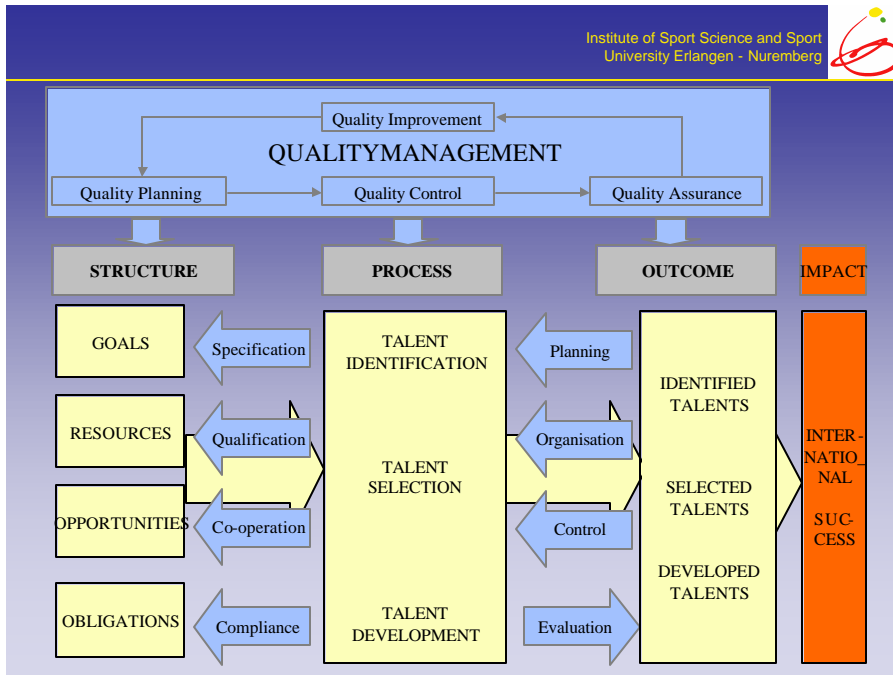 Institute of Sport Science and Sport
University Erlangen - Nuremberg
Quality Improvement
QUALITYMANAGEMENT
Quality Planning
Quality Control
Quality Assurance
STRUCTURE
PROCESS
OUTCOME
IMPACT
GOALS
Specification
TALENT
IDENTIFICATION
Planning
IDENTIFIED
TALENTS
RESOURCES
Qualification
Organisation
INTER-
NATIO_
NAL
TALENT
SELECTION
SELECTED
TALENTS
SUC-
CESS
OPPORTUNITIES
Co-operation
Control
DEVELOPED
TALENTS
OBLIGATIONS
Compliance
TALENT
DEVELOPMENT
Evaluation